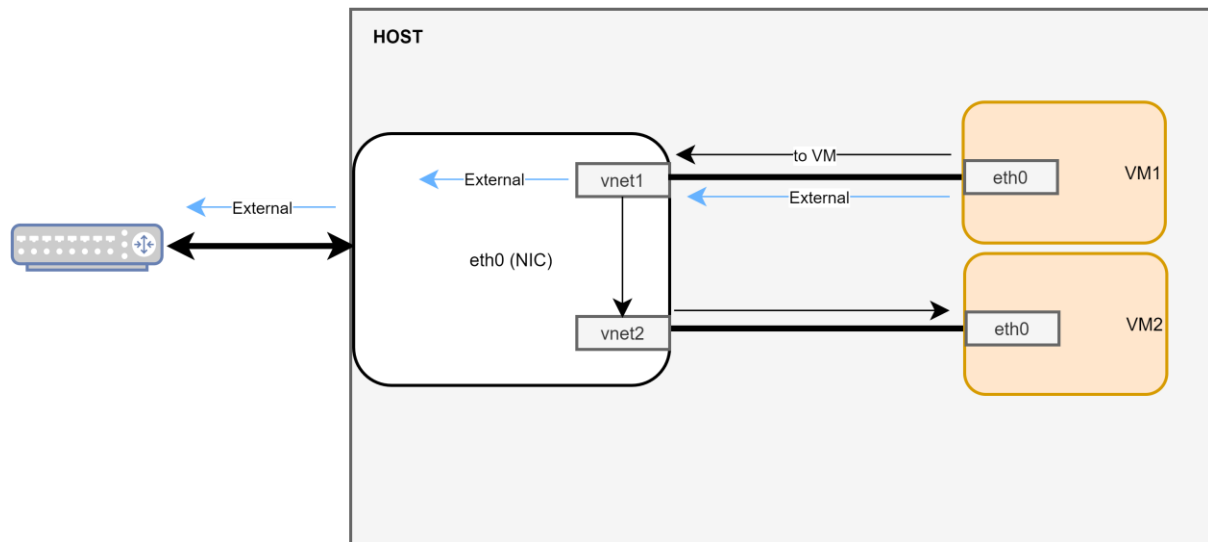 HOST
to VM
External
vnet1
eth0
VM1
External
External
eth0 (NIC)
vnet2
eth0
VM2